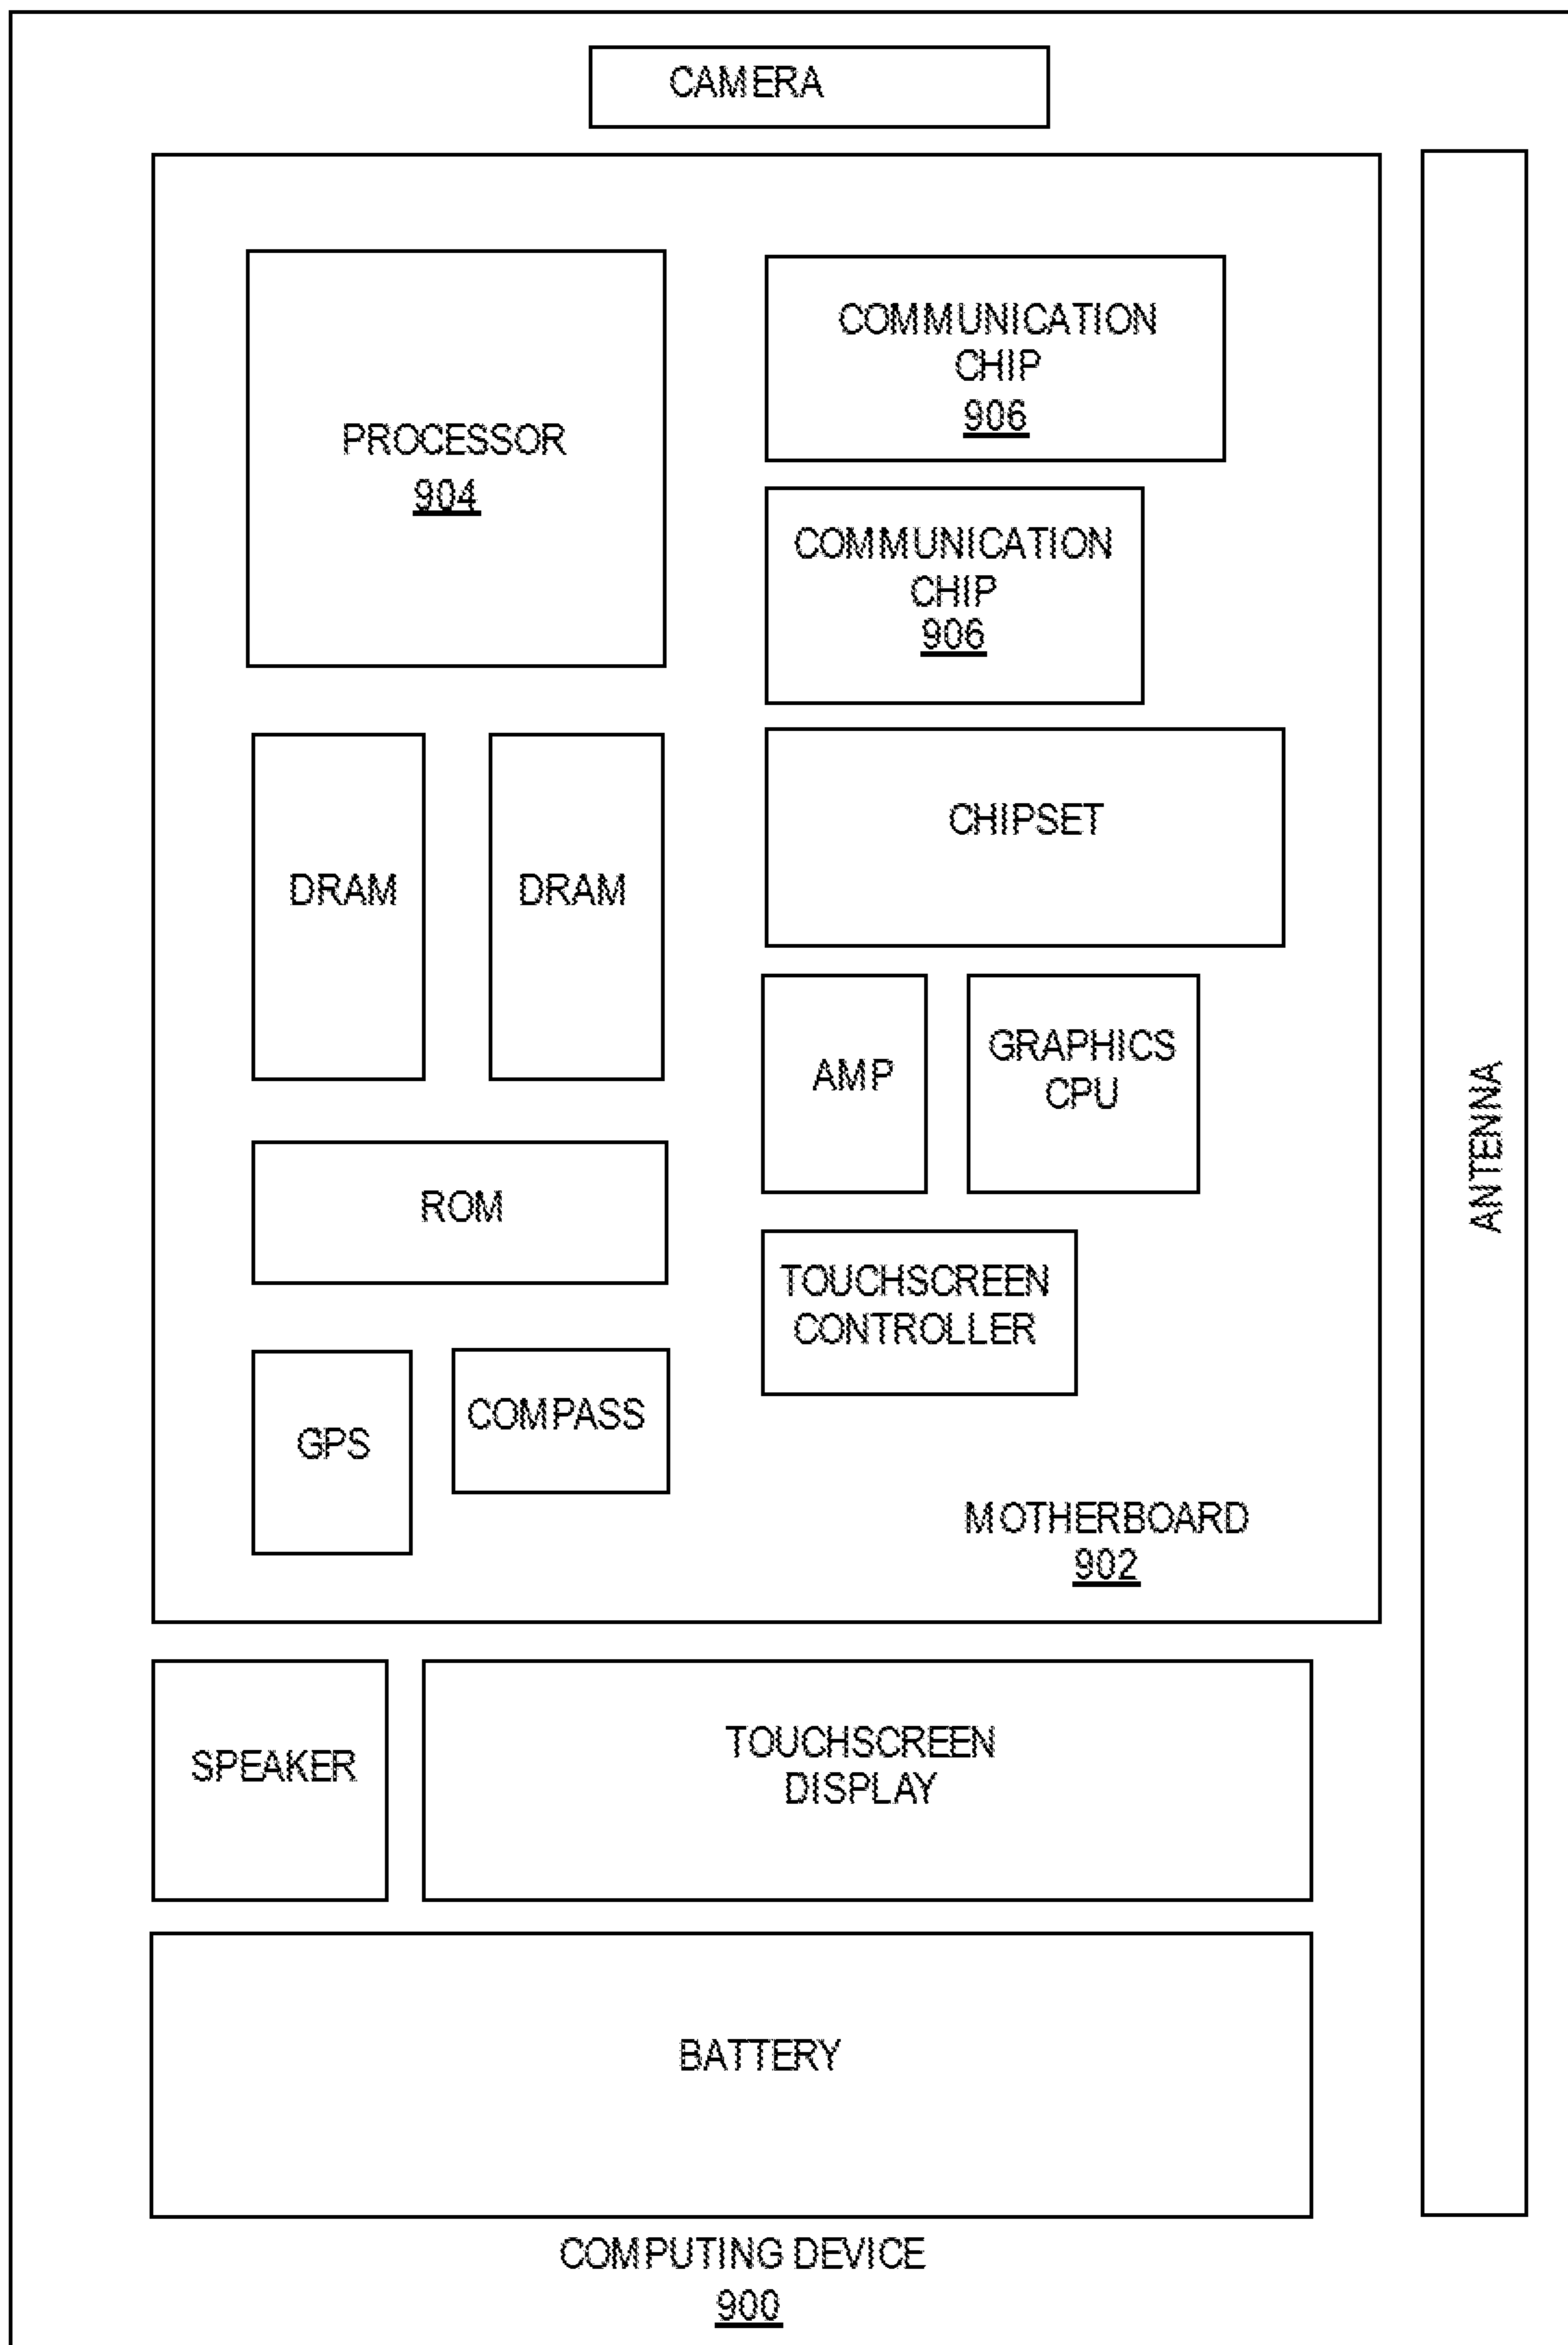 CAMERA
PROCESSOR
904
COMMUNICATION
CHIP
906
COMMUNICATION
CHIP
906
DRAM
DRAM
CHIPSET
AMP
GRAPHICS
CPU
ROM
TOUCHSCREEN
CONTROLLER
GPS
COMPASS
MOTHERBOARD
902
ANTENNA
SPEAKER
TOUCHSCREEN
DISPLAY
BATTERY
COMPUTING DEVICE
900